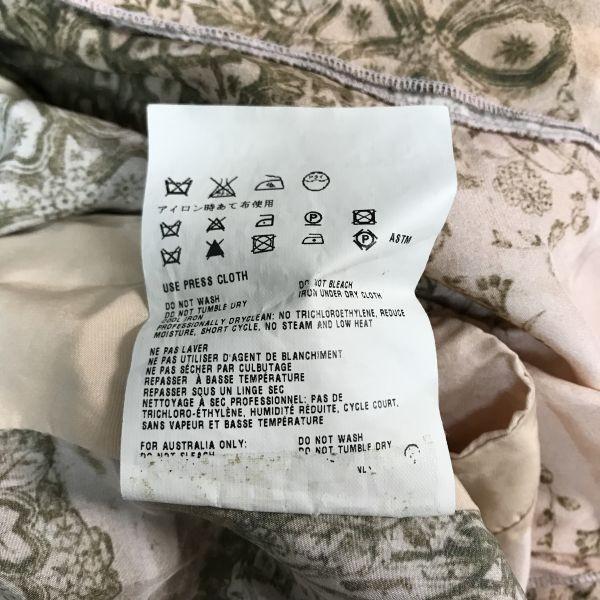 アイロン時あて布使用
P
P ASTM
USE PRESS CLOTH
DO NOT WASH DO NOT BLEACH
DO NOT TUMBLE DRY IRON UNDER DRY CLOTH
COOL IRON
PROFESSIONALLY DRYCLEAN: NO TRICHLOROETHYLENE, REDUCE
MOISTURE, SHORT CYCLE, NO STEAM AND LOW HEAT
NE PAS LAVER
NE PAS UTILISER D'AGENT DE BLANCHIMENT
NE PAS SÉCHER PAR CULBUTAGE
REPASSER À BASSE TEMPÉRATURE
REPASSER SOUS UN LINGE SEC
NETTOYAGE À SEC PROFESSIONNEL: PAS DE
TRICHLORO-ÉTHYLÈNE, HUMIDITÉ RÉDUITE, CYCLE COURT,
SANS VAPEUR ET BASSE TEMPÉRATURE
FOR AUSTRALIA ONLY: DO NOT WASH
DO NOT BLEACH DO NOT TUMBLE DRY